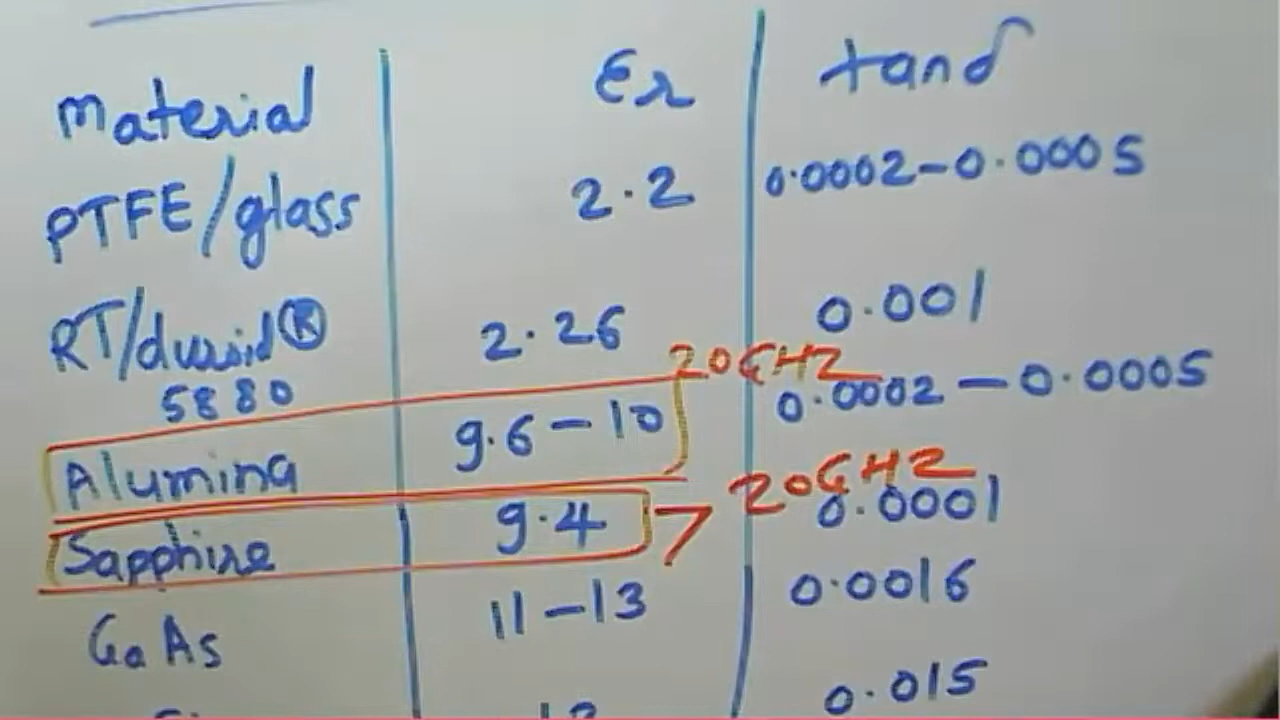 Material εr tanδ
PTFE/glass 2.2 0.0002-0.0005
RT/duroid® 2.26 0.001
5880
20GHZ
Alumina 9.6-10 0.0002-0.0005
20GHZ
Sapphire 9.4 0.0001
GaAs 11-13 0.0016
0.015